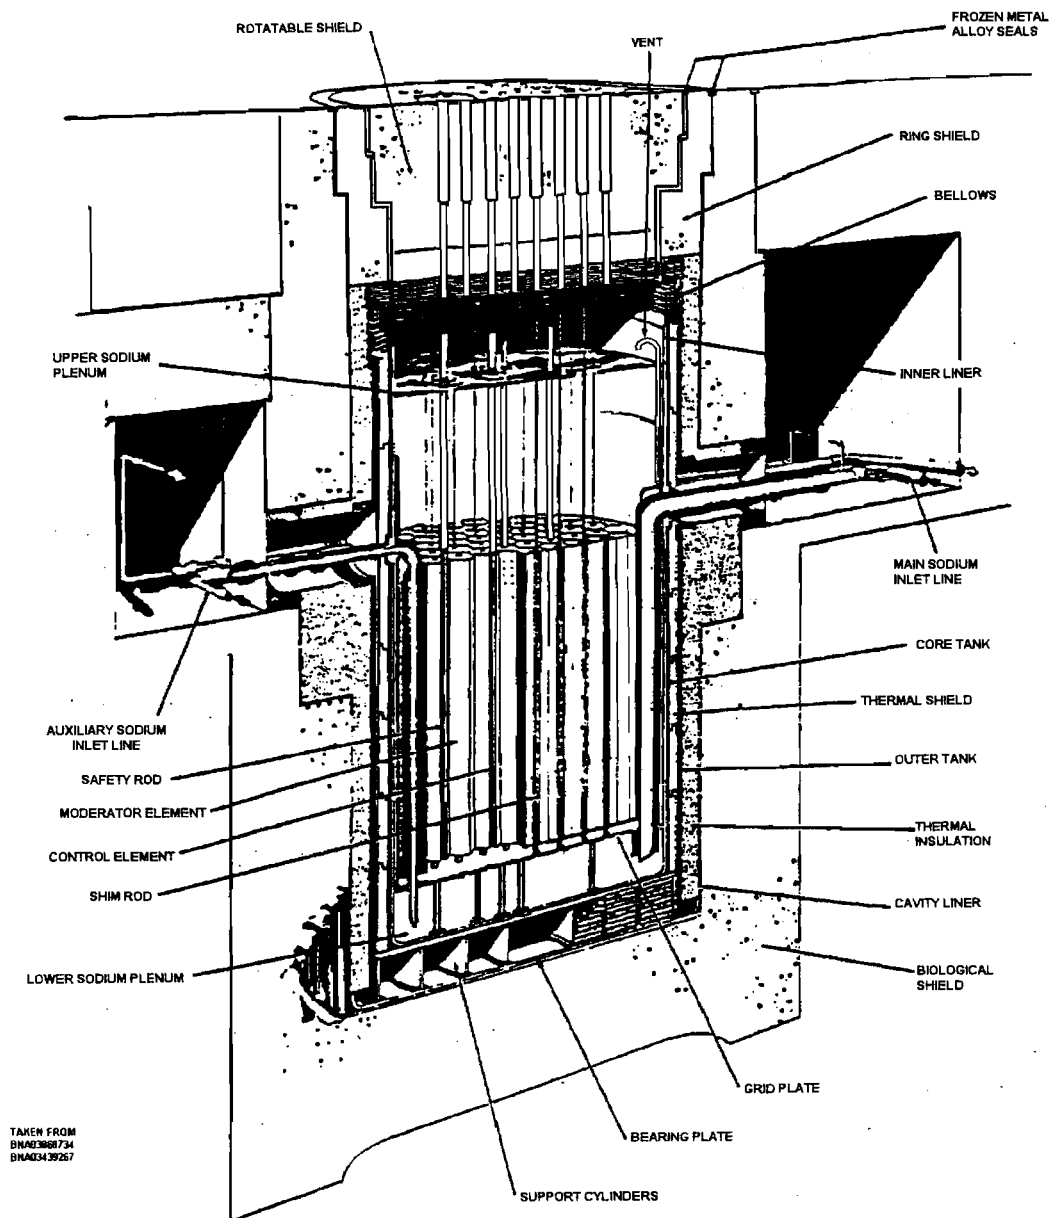 FROZEN METAL
ALLOY SEALS
ROTATABLE SHIELD
VENT
RING SHIELD
BELLOWS
UPPER SODIUM
PLENUM
INNER LINER
MAIN SODIUM
INLET LINE
CORE TANK
THERMAL SHIELD
AUXILIARY SODIUM
INLET LINE
OUTER TANK
SAFETY ROD
MODERATOR ELEMENT
THERMAL
INSULATION
CONTROL ELEMENT
SHIM ROD
CAVITY LINER
LOWER SODIUM PLENUM
BIOLOGICAL
SHIELD
GRID PLATE
TAKEN FROM
BEARING PLATE
SUPPORT CYLINDERS